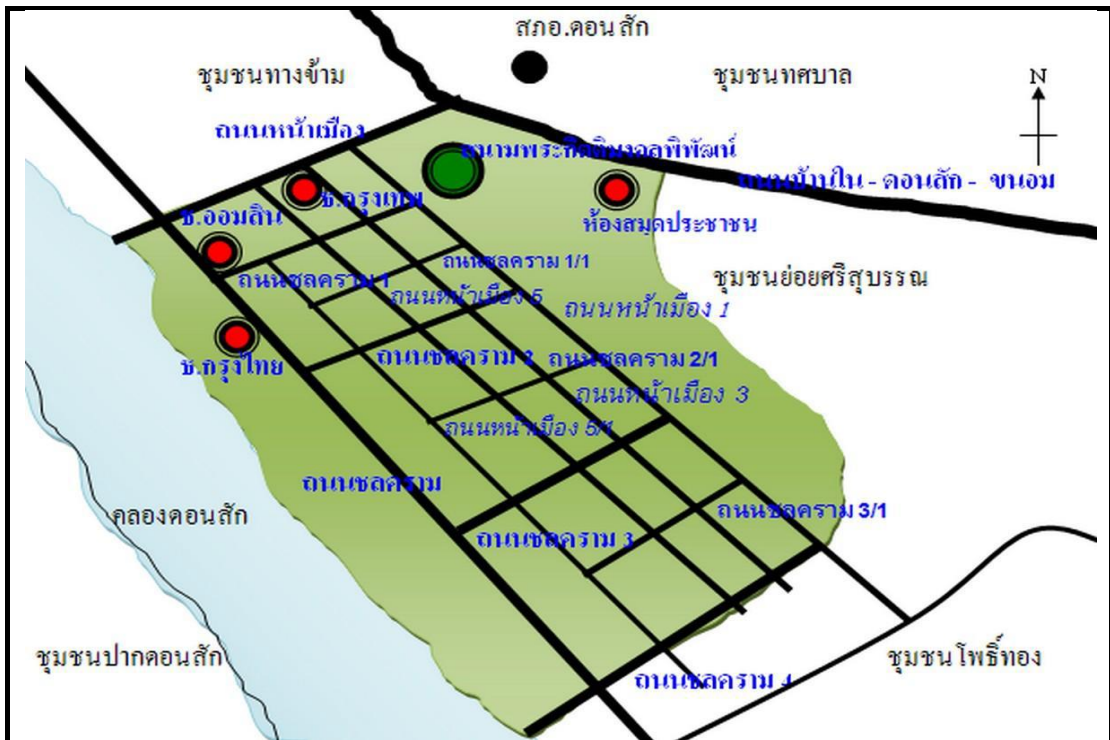 สภอ.ดอนสัก
ชุมชนทางข้าม
ชุมชนทศบาล
N
ถนนหน้าเมือง
ถนนบ้านใน - ดอนสัก - ขนอม
ธ.กรุงเทพ
ธ.ออมสิน
ห้องสมุดประชาชน
ถนนชลคราม 1/1
ชุมชนย่อยศรีสุบรรณ
ถนนชลคราม 1
ถนนหน้าเมือง 5
ถนนหน้าเมือง 1
ธ.กรุงไทย
ถนนชลคราม 2
ถนนชลคราม 2/1
ถนนหน้าเมือง 3
ถนนหน้าเมือง 5/1
ถนนชลคราม
คลองดอนสัก
ถนนชลคราม 3/1
ถนนชลคราม 3
ชุมชนปากดอนสัก
ชุมชนโพธิ์ทอง
ถนนชลคราม 4